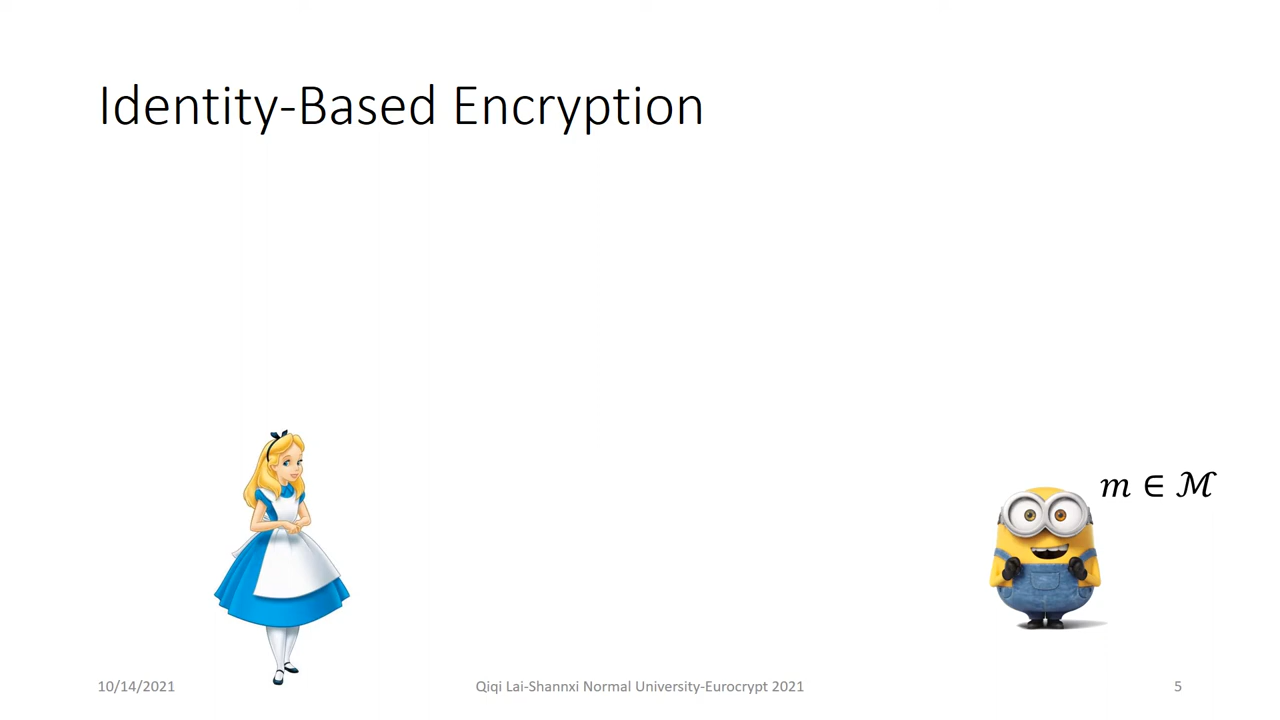 Identity-Based Encryption
𝑚 ∈ ℳ
10/14/2021
Qiqi Lai-Shannxi Normal University-Eurocrypt 2021
5